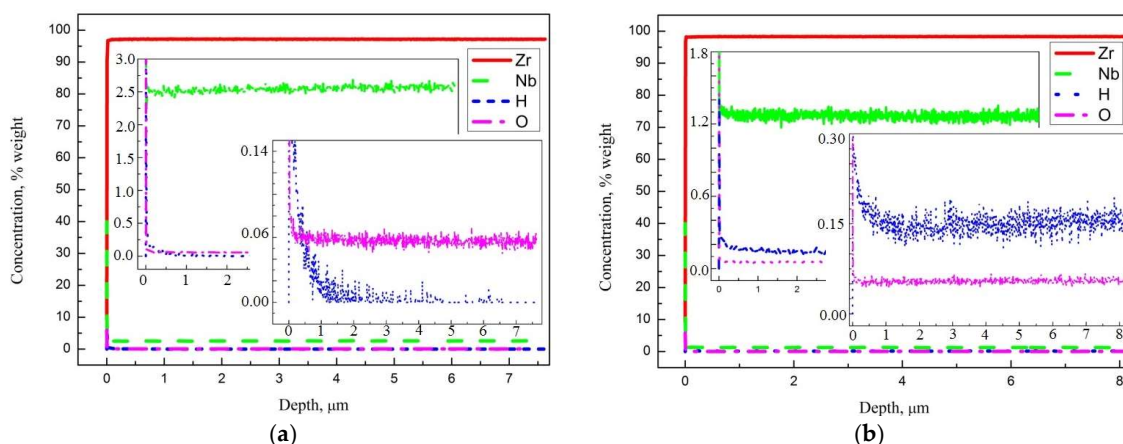 Concentration, % weight
100
90
80
70
60
50
40
30
20
10
0
0 1 2 3 4 5 6 7
Depth, μm
3.0
2.5
2.0
1.5
1.0
0.5
0.0
0 1 2
0.14
0.06
0.00
0 1 2 3 4 5 6 7
Zr
Nb
H
O
(a)
Concentration, % weight
100
90
80
70
60
50
40
30
20
10
0
0 2 4 6 8
Depth, μm
1.8
1.2
0.6
0.0
0 1 2
0.30
0.15
0.00
0 1 2 3 4 5 6 7 8
Zr
Nb
H
O
(b)